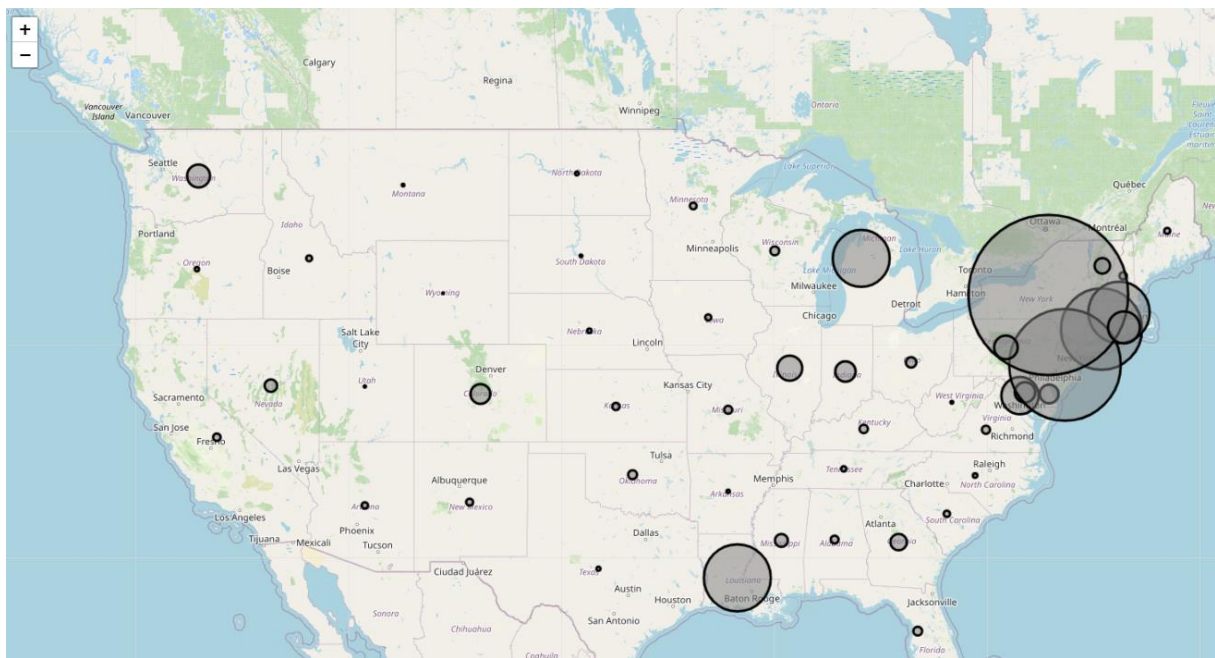 +
−
Calgary
Regina
Winnipeg
Ontario
Vancouver
Island
Vancouver
Seattle
Washington
Montana
North Dakota
Minnesota
Lake Superior
Québec
Ottawa
Montréal
Maine
Portland
Idaho
Oregon
Boise
South Dakota
Minneapolis
Wisconsin
Michigan
Lake Huron
Lake Michigan
Milwaukee
Toronto
Hamilton
New York
Wyoming
Detroit
Chicago
Iowa
Nebraska
Lincoln
Salt Lake
City
Denver
Colorado
Utah
Nevada
Sacramento
San Jose
Fresno
Las Vegas
Kansas City
Kansas
Missouri
Indiana
Philadelphia
Washington
West Virginia
Virginia
Richmond
Kentucky
Tulsa
Oklahoma
Albuquerque
New Mexico
Arizona
Phoenix
Tucson
Los Angeles
Tijuana
Mexicali
Memphis
Tennessee
Arkansas
Raleigh
Charlotte
North Carolina
South Carolina
Atlanta
Georgia
Alabama
Mississippi
Dallas
Texas
Austin
Houston
San Antonio
Ciudad Juárez
Louisiana
Baton Rouge
Jacksonville
Florida
Sonora
Chihuahua
Coahuila